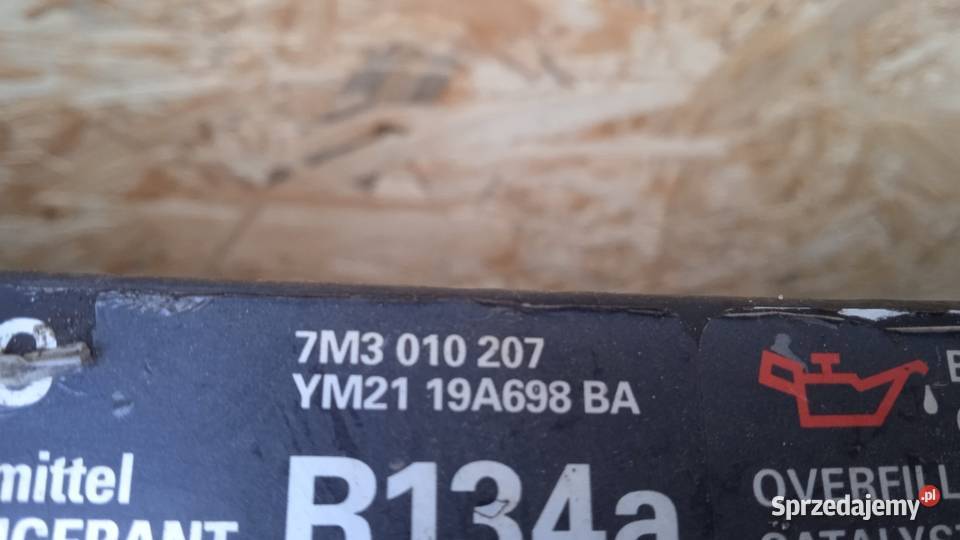 7M3 010 207
YM21 19A698 BA
mittel
R134a
OVERFILL
Sprzedajemy.pl